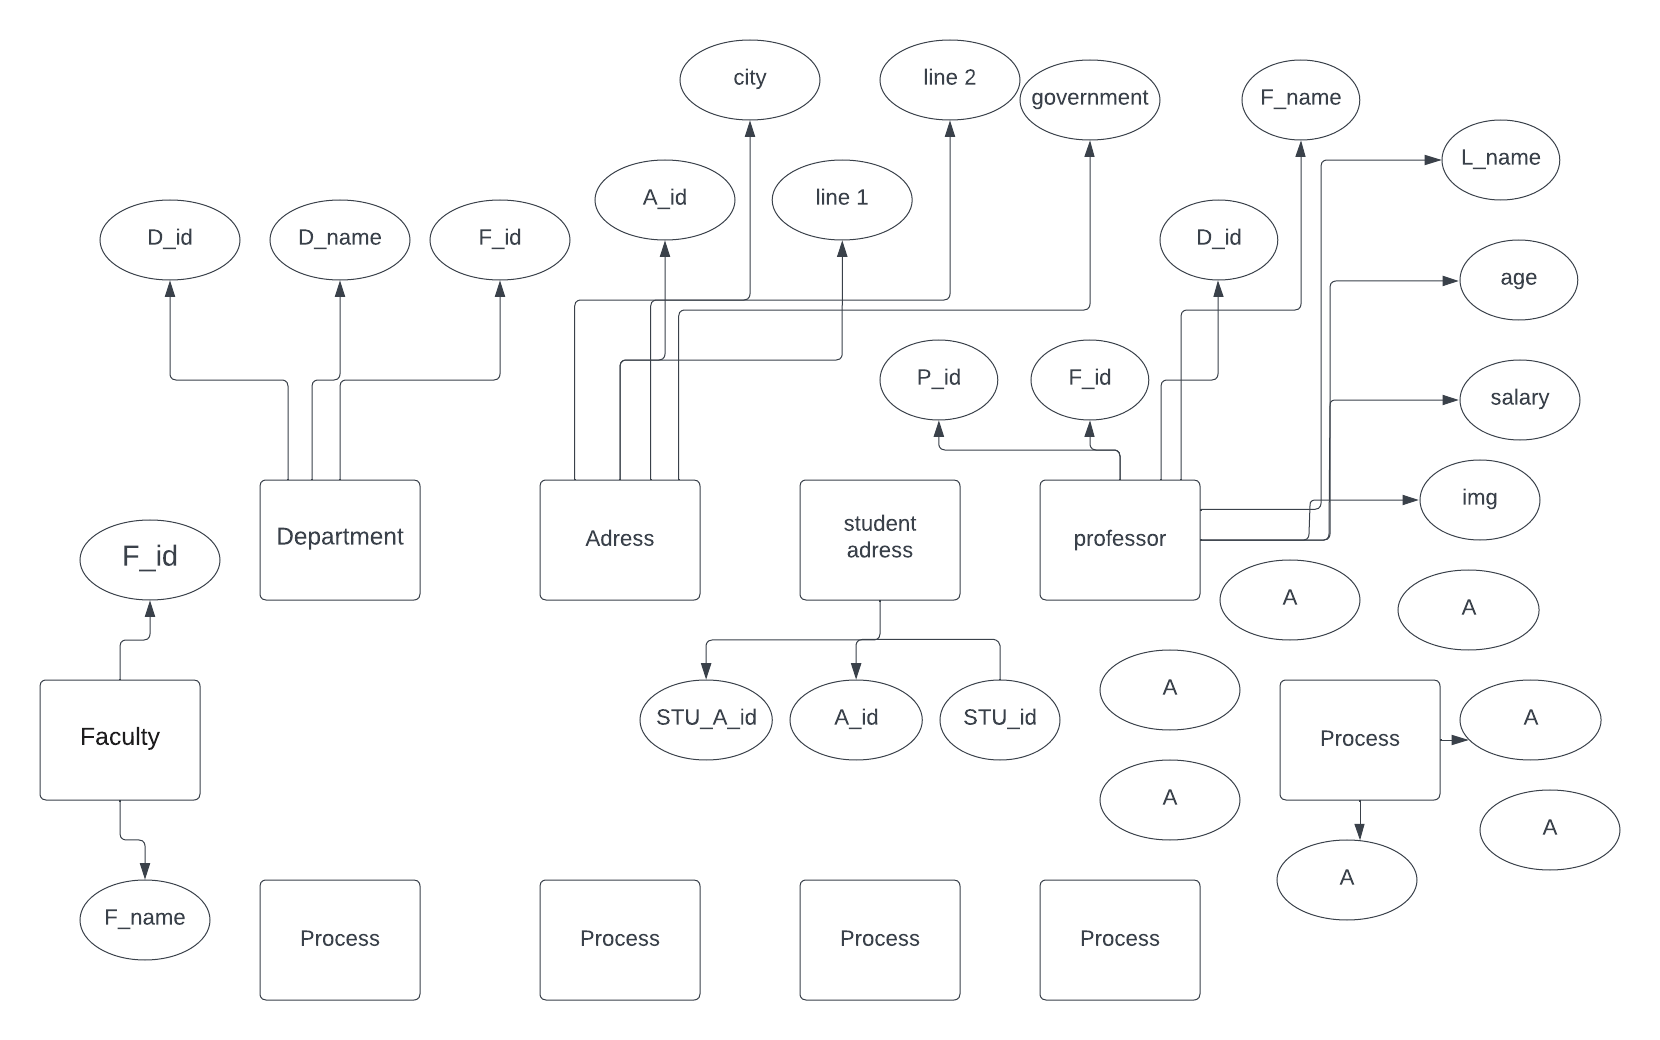 city
line 2
government
F_name
L_name
A_id
line 1
D_id
D_name
F_id
D_id
age
P_id
F_id
salary
img
Department
Adress
student
adress
professor
F_id
A
A
A
STU_A_id
A_id
STU_id
A
Faculty
Process
A
A
A
F_name
Process
Process
Process
Process